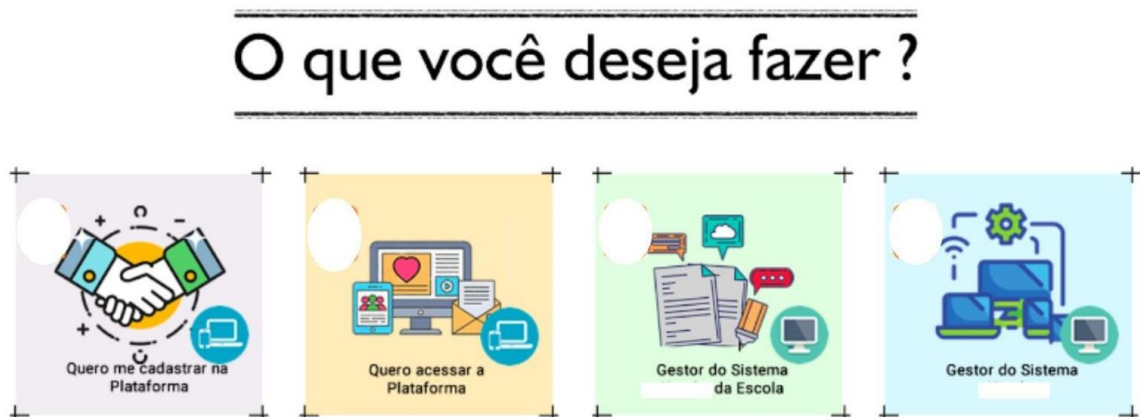 O que você deseja fazer ?
Quero me cadastrar na
Plataforma
Quero acessar a
Plataforma
Gestor do Sistema
da Escola
Gestor do Sistema